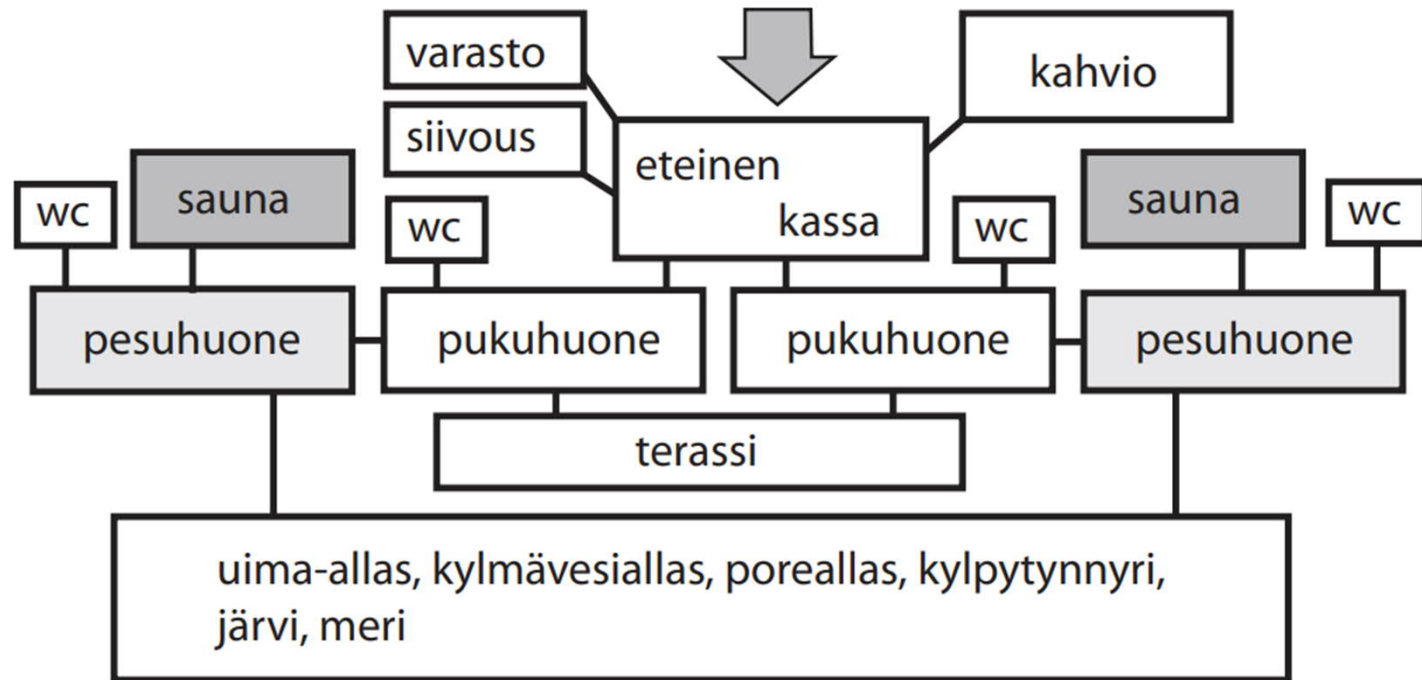 varasto
kahvio
siivous
eteinen
kassa
wc
sauna
wc
wc
sauna
wc
pesuhuone
pukuhuone
pukuhuone
pesuhuone
terassi
uima-allas, kylmävesiallas, poreallas, kylpytynnyri,
järvi, meri